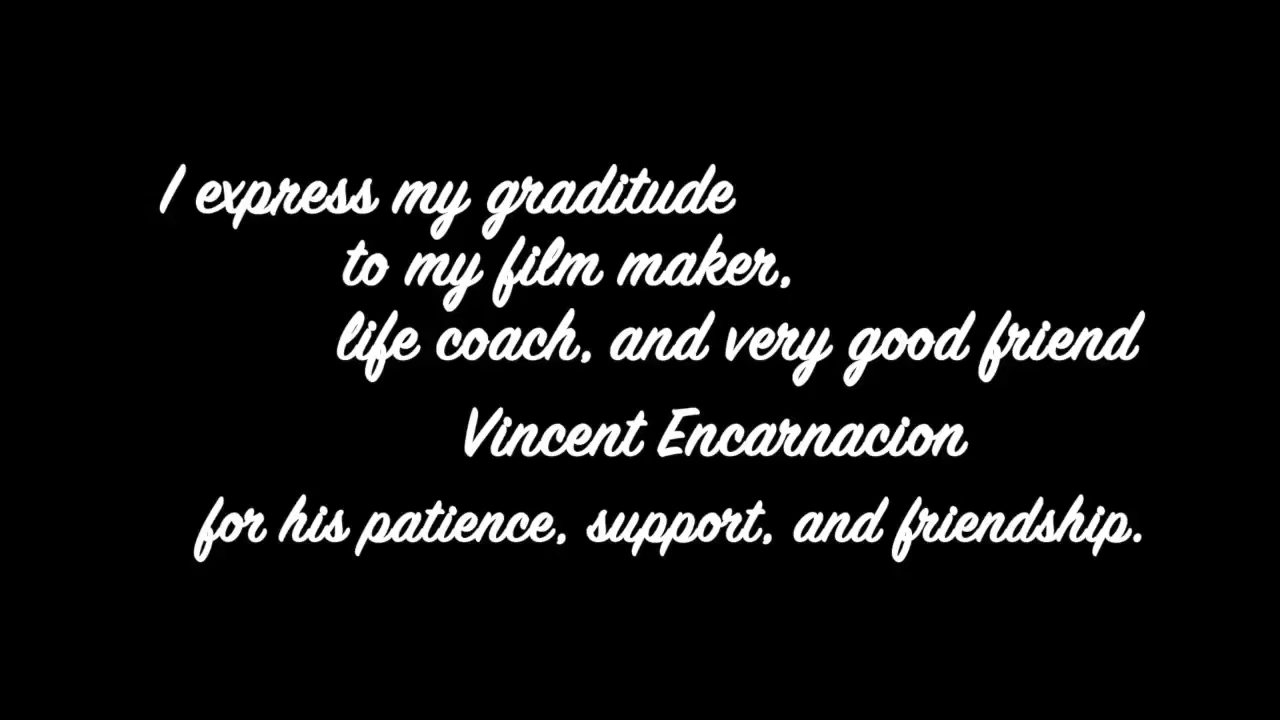 I express my graditude
to my film maker,
life coach, and very good friend
Vincent Encarnacion
for his patience, support, and friendship.